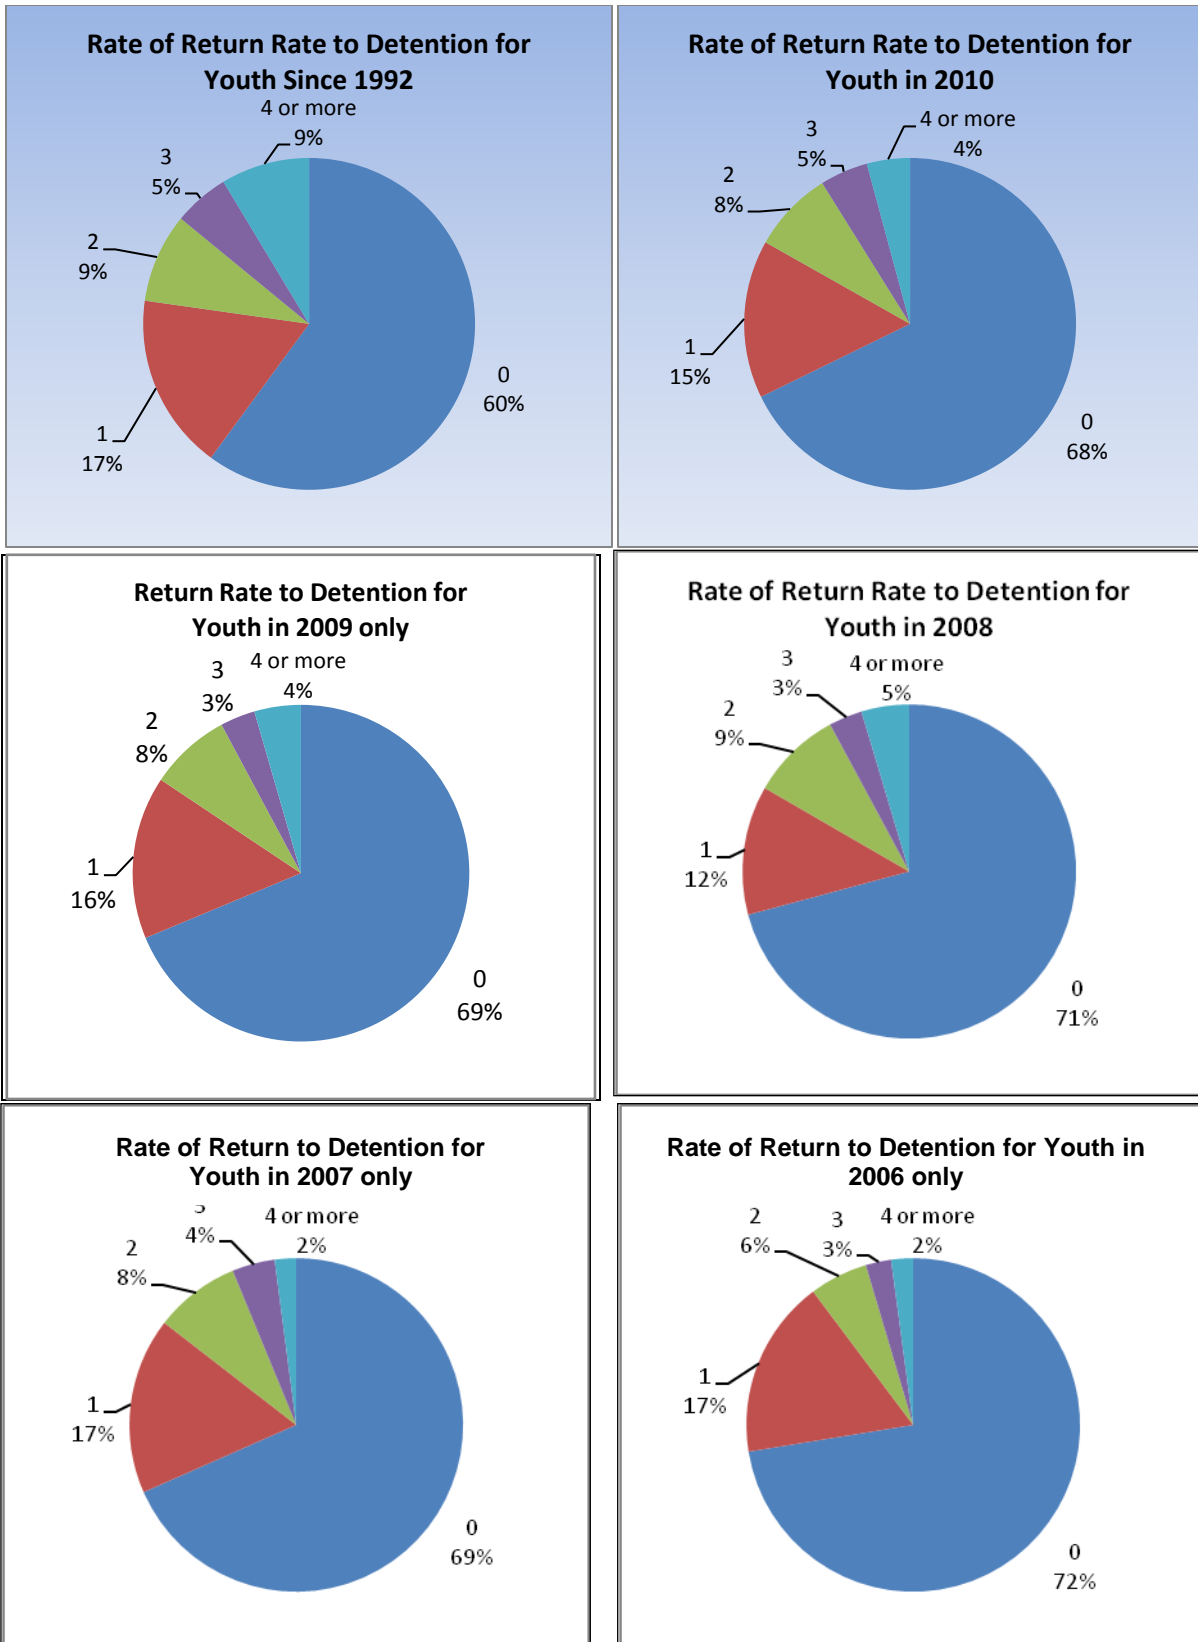 Rate of Return Rate to Detention for
Youth Since 1992
4 or more
9%
3
5%
2
9%
1
17%
0
60%
Rate of Return Rate to Detention for
Youth in 2010
4 or more
4%
3
5%
2
8%
1
15%
0
68%
Return Rate to Detention for
Youth in 2009 only
4 or more
4%
3
3%
2
8%
1
16%
0
69%
Rate of Return Rate to Detention for
Youth in 2008
4 or more
5%
3
3%
2
9%
1
12%
0
71%
Rate of Return to Detention for
Youth in 2007 only
4 or more
2%
4%
2
8%
1
17%
0
69%
Rate of Return to Detention for Youth in
2006 only
4 or more
2%
3
3%
2
6%
1
17%
0
72%